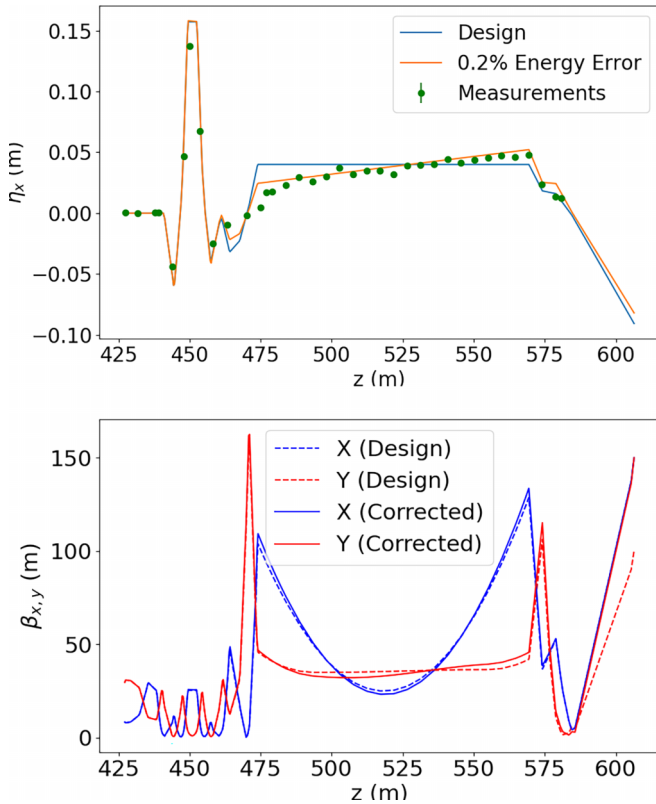 0.15
0.10
0.05
0.00
−0.05
−0.10
ηx (m)
Design
0.2% Energy Error
Measurements
425 450 475 500 525 550 575 600
z (m)
150
100
50
0
βx,y (m)
X (Design)
Y (Design)
X (Corrected)
Y (Corrected)
425 450 475 500 525 550 575 600
z (m)